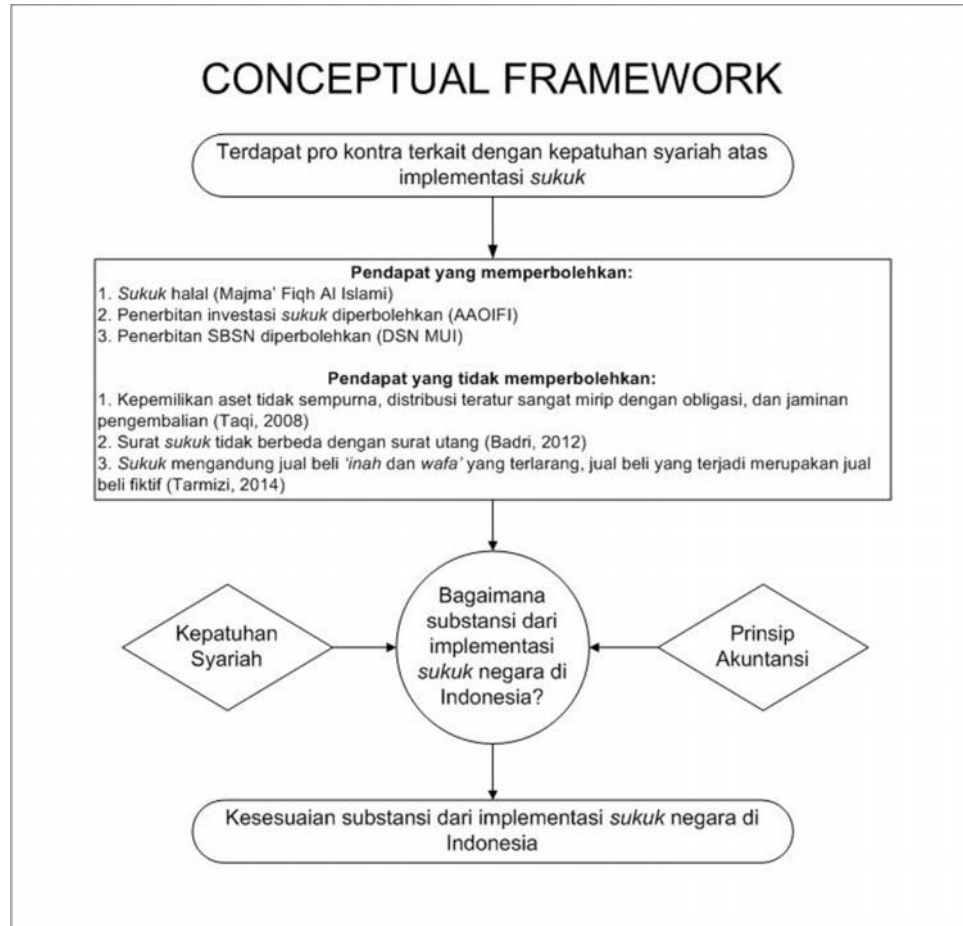 CONCEPTUAL FRAMEWORK
Terdapat pro kontra terkait dengan kepatuhan syariah atas
implementasi sukuk
Pendapat yang memperbolehkan:
1. Sukuk halal (Majma' Fiqh Al Islami)
2. Penerbitan investasi sukuk diperbolehkan (AAOIFI)
3. Penerbitan SBSN diperbolehkan (DSN MUI)
Pendapat yang tidak memperbolehkan:
1. Kepemilikan aset tidak sempurna, distribusi teratur sangat mirip dengan obligasi, dan jaminan
pengembalian (Taqi, 2008)
2. Surat sukuk tidak berbeda dengan surat utang (Badri, 2012)
3. Sukuk mengandung jual beli 'inah dan wafa' yang terlarang, jual beli yang terjadi merupakan jual
beli fiktif (Tarmizi, 2014)
Kepatuhan
Syariah
Bagaimana
substansi dari
implementasi
sukuk negara di
Indonesia?
Prinsip
Akuntansi
Kesesuaian substansi dari implementasi sukuk negara di
Indonesia